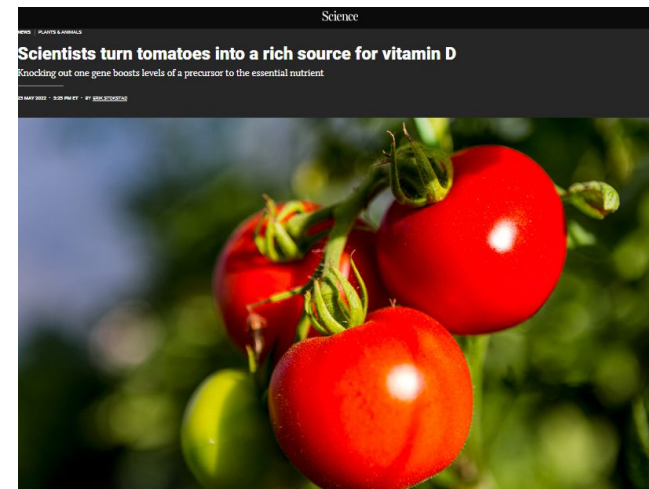 Science
NEWS | PLANTS & ANIMALS
Scientists turn tomatoes into a rich source for vitamin D
Knocking out one gene boosts levels of a precursor to the essential nutrient
23 MAY 2022 · 5:25 PM ET · BY ERIK STOKSTAD